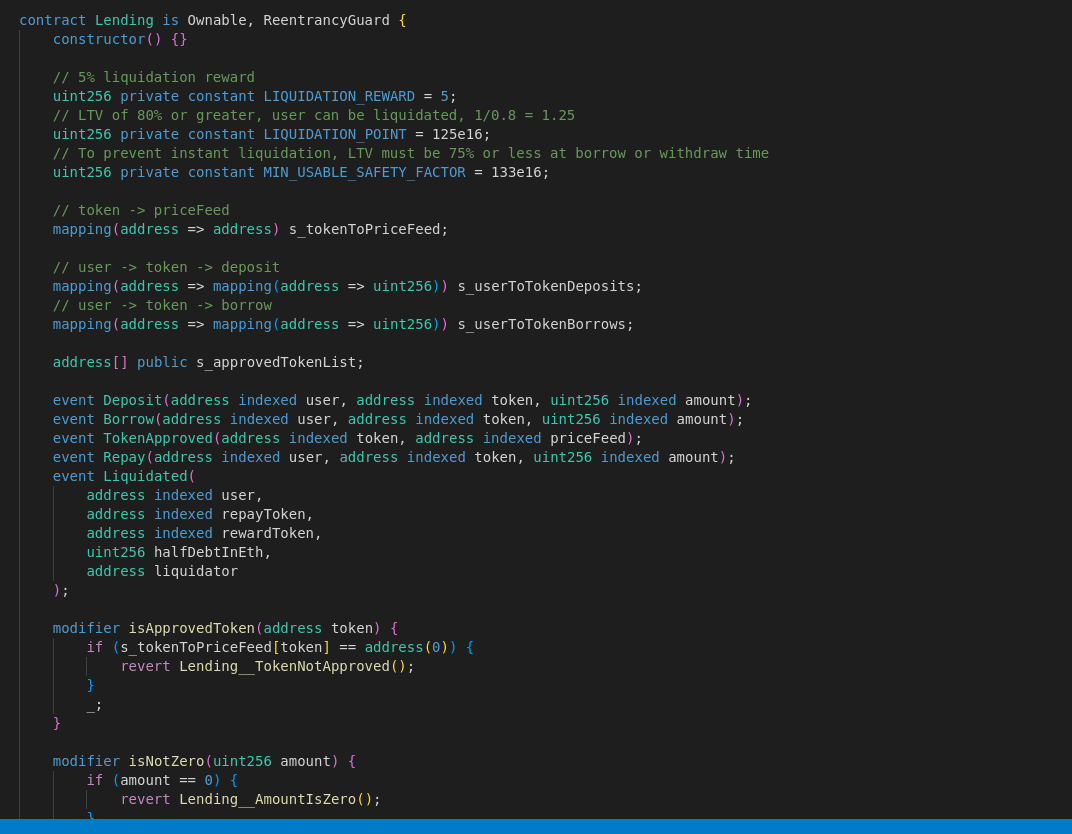 contract Lending is Ownable, ReentrancyGuard {
    constructor() {}

    // 5% liquidation reward
    uint256 private constant LIQUIDATION_REWARD = 5;
    // LTV of 80% or greater, user can be liquidated, 1/0.8 = 1.25
    uint256 private constant LIQUIDATION_POINT = 125e16;
    // To prevent instant liquidation, LTV must be 75% or less at borrow or withdraw time
    uint256 private constant MIN_USABLE_SAFETY_FACTOR = 133e16;

    // token -> priceFeed
    mapping(address => address) s_tokenToPriceFeed;

    // user -> token -> deposit
    mapping(address => mapping(address => uint256)) s_userToTokenDeposits;
    // user -> token -> borrow
    mapping(address => mapping(address => uint256)) s_userToTokenBorrows;

    address[] public s_approvedTokenList;

    event Deposit(address indexed user, address indexed token, uint256 indexed amount);
    event Borrow(address indexed user, address indexed token, uint256 indexed amount);
    event TokenApproved(address indexed token, address indexed priceFeed);
    event Repay(address indexed user, address indexed token, uint256 indexed amount);
    event Liquidated(
        address indexed user,
        address indexed repayToken,
        address indexed rewardToken,
        uint256 halfDebtInEth,
        address liquidator
    );

    modifier isApprovedToken(address token) {
        if (s_tokenToPriceFeed[token] == address(0)) {
            revert Lending__TokenNotApproved();
        }
        _;
    }

    modifier isNotZero(uint256 amount) {
        if (amount == 0) {
            revert Lending__AmountIsZero();
        }